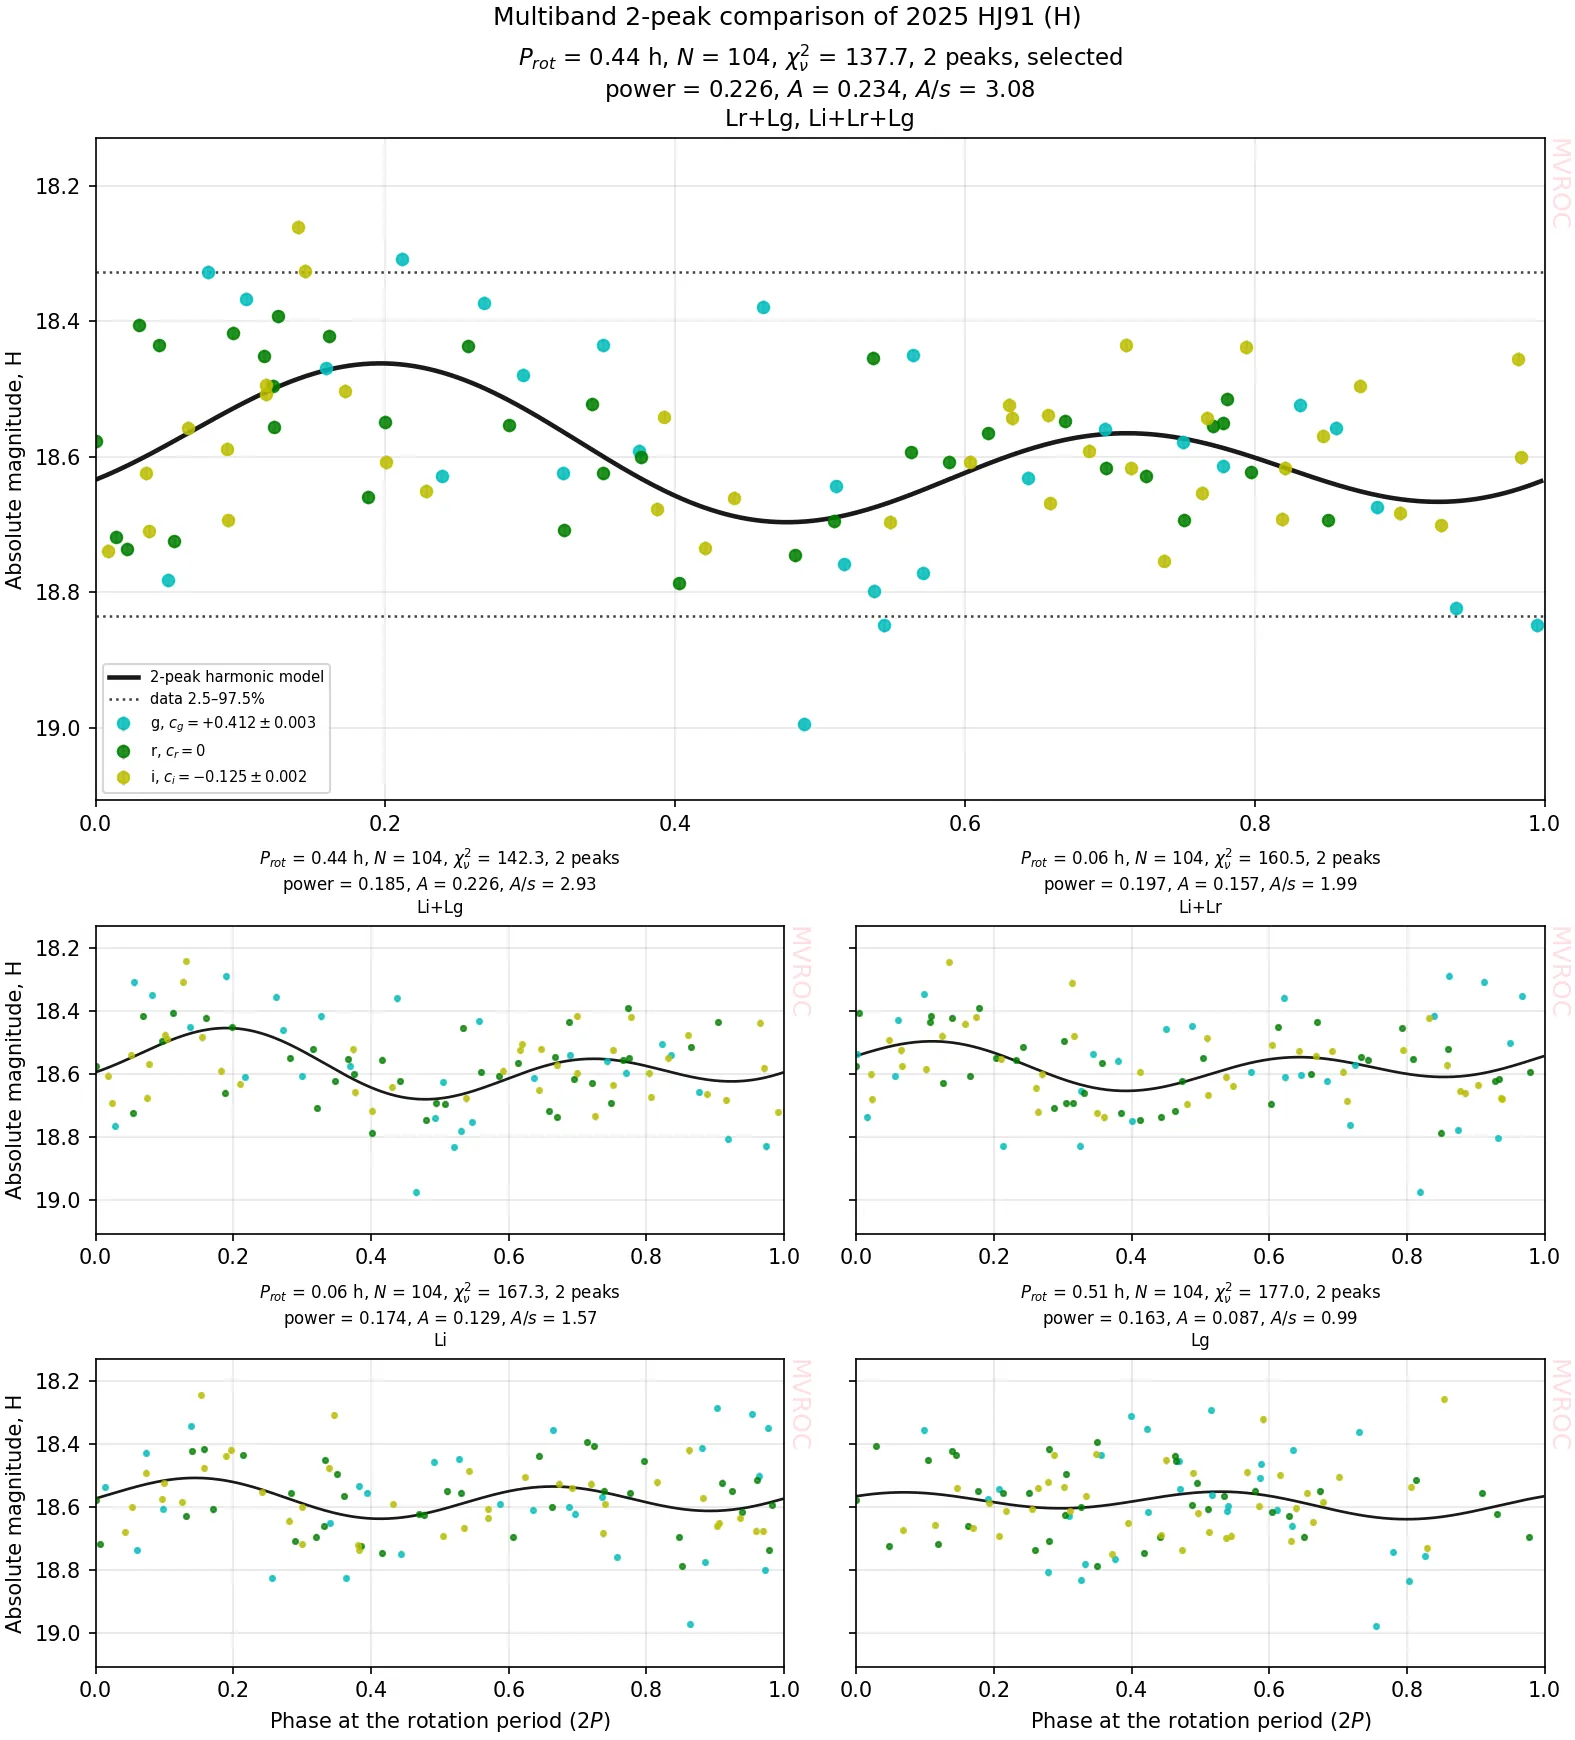 Multiband 2-peak comparison of 2025 HJ91 (H)
P_rot = 0.44 h, N = 104, χ²_ν = 137.7, 2 peaks, selected
power = 0.226, A = 0.234, A/s = 3.08
Lr+Lg, Li+Lr+Lg
MVROC
Absolute magnitude, H
18.2
18.4
18.6
18.8
19.0
2-peak harmonic model
data 2.5–97.5%
g, c_g = +0.412 ± 0.003
r, c_r = 0
i, c_i = −0.125 ± 0.002
0.0 0.2 0.4 0.6 0.8 1.0
P_rot = 0.44 h, N = 104, χ²_ν = 142.3, 2 peaks
power = 0.185, A = 0.226, A/s = 2.93
Li+Lg
MVROC
Absolute magnitude, H
18.2
18.4
18.6
18.8
19.0
0.0 0.2 0.4 0.6 0.8 1.0
P_rot = 0.06 h, N = 104, χ²_ν = 160.5, 2 peaks
power = 0.197, A = 0.157, A/s = 1.99
Li+Lr
MVROC
0.0 0.2 0.4 0.6 0.8 1.0
P_rot = 0.06 h, N = 104, χ²_ν = 167.3, 2 peaks
power = 0.174, A = 0.129, A/s = 1.57
Li
MVROC
Absolute magnitude, H
18.2
18.4
18.6
18.8
19.0
0.0 0.2 0.4 0.6 0.8 1.0
Phase at the rotation period (2P)
P_rot = 0.51 h, N = 104, χ²_ν = 177.0, 2 peaks
power = 0.163, A = 0.087, A/s = 0.99
Lg
MVROC
0.0 0.2 0.4 0.6 0.8 1.0
Phase at the rotation period (2P)